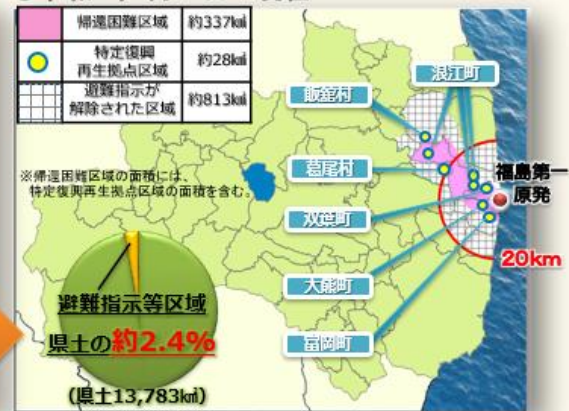 帰還困難区域 約337㎢
特定復興
再生拠点区域 約28㎢
避難指示が
解除された区域 約813㎢
浪江町
飯舘村
葛尾村
福島第一
原発
※帰還困難区域の面積には、
特定復興再生拠点区域の面積を含む。
双葉町
20km
大熊町
富岡町
避難指示等区域
県土の約2.4%
(県土13,783㎢)